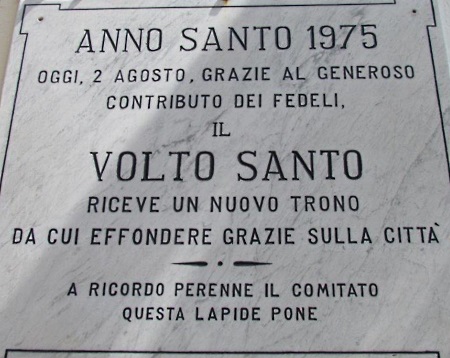 ANNO SANTO 1975
OGGI, 2 AGOSTO, GRAZIE AL GENEROSO
CONTRIBUTO DEI FEDELI,
IL
VOLTO SANTO
RICEVE UN NUOVO TRONO
DA CUI EFFONDERE GRAZIE SULLA CITTÀ
A RICORDO PERENNE IL COMITATO
QUESTA LAPIDE PONE